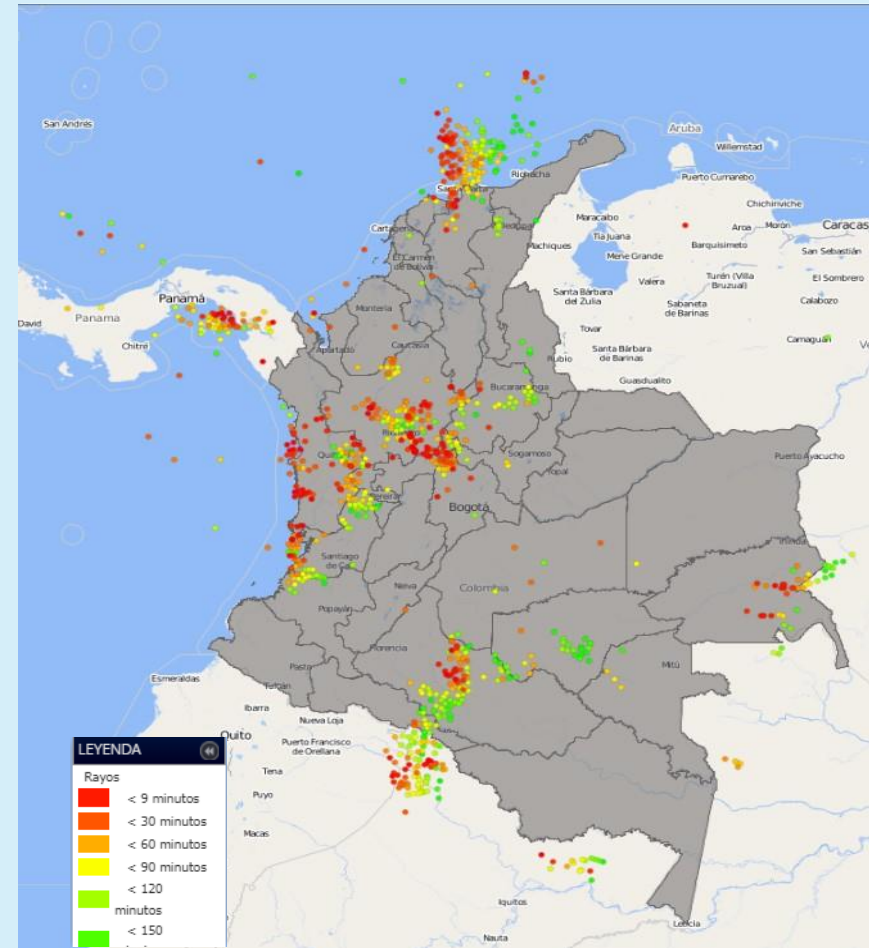 San Andrés
Aruba
Willemstad
Riohacha
Puerto Cumarebo
Chichiriviche
Maracaibo
Caracas
Tía Juana
Aroa
Morón
Machiques
Barquisimeto
San Sebastián
Mene Grande
El Carmen
de Bolívar
Valera
Turén (Villa
Bruzual)
El Sombrero
Panamá
Santa Bárbara
del Zulia
Sabaneta
de Barinas
Calabozo
Montería
David
Panama
Tovar
Camaguán
Chitré
Apartadó
Caucasia
Rubio
Santa Bárbara
de Barinas
Guasdualito
Bucaramanga
Sogamoso
Puerto Ayacucho
Yopal
Bogotá
Santiago
de Cali
Neiva
Colombia
Popayán
Florencia
Mitú
Pasto
Esmeraldas
Tulcán
Ibarra
Nueva Loja
Quito
Puerto Francisco
de Orellana
Tena
Puyo
Macas
Iquitos
Nauta
Leticia
LEYENDA
Rayos
< 9 minutos
< 30 minutos
< 60 minutos
< 90 minutos
< 120
minutos
< 150